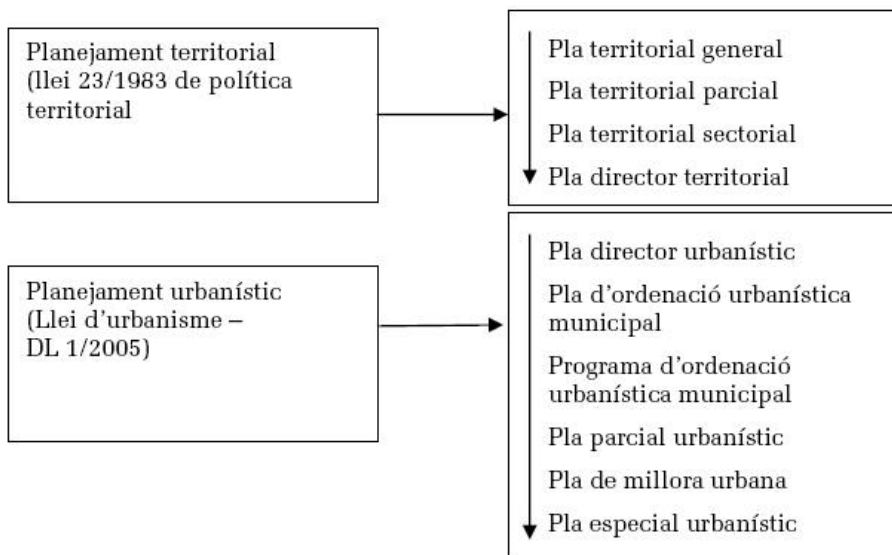 Planejament territorial
(llei 23/1983 de política
territorial
Pla territorial general
Pla territorial parcial
Pla territorial sectorial
Pla director territorial
Planejament urbanístic
(Llei d’urbanisme –
DL 1/2005)
Pla director urbanístic
Pla d’ordenació urbanística
municipal
Programa d’ordenació
urbanística municipal
Pla parcial urbanístic
Pla de millora urbana
Pla especial urbanístic